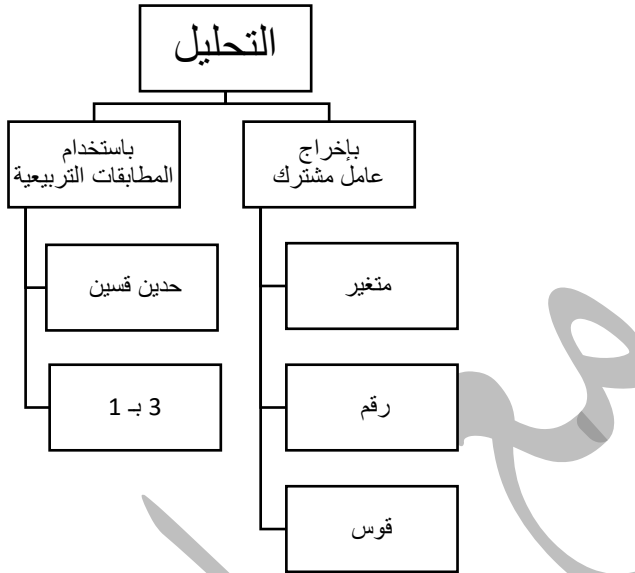 التحليل
بإخراج
عامل مشترك
متغير
رقم
قوس
باستخدام
المطابقات التربيعية
حدين قسين
3 بـ 1